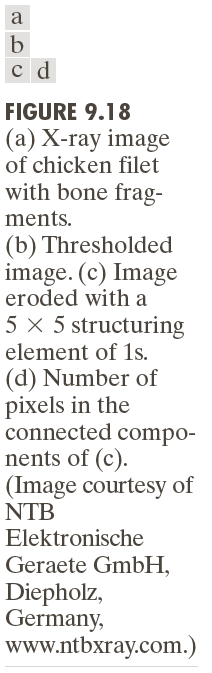 a
b
c d
FIGURE 9.18
(a) X-ray image
of chicken filet
with bone frag-
ments.
(b) Thresholded
image. (c) Image
eroded with a
5 × 5 structuring
element of 1s.
(d) Number of
pixels in the
connected compo-
nents of (c).
(Image courtesy of
NTB
Elektronische
Geraete GmbH,
Diepholz,
Germany,
www.ntbxray.com.)